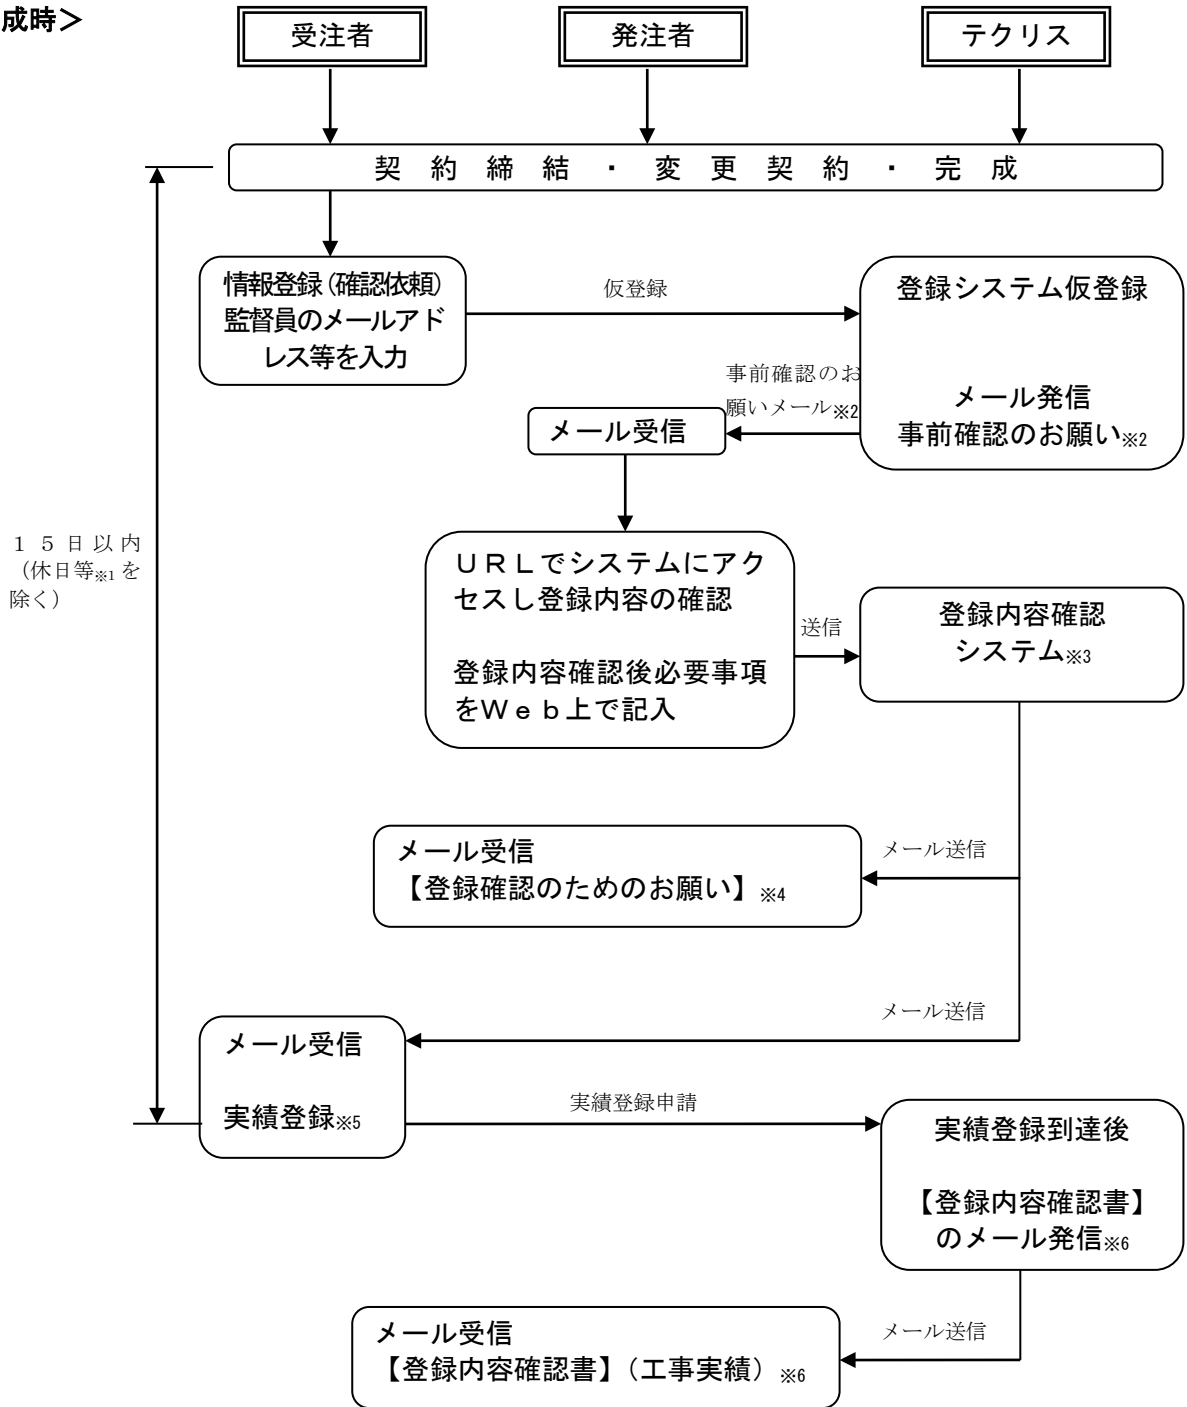 成時＞
受注者
発注者
テクリス
契約締結・変更契約・完成
情報登録（確認依頼）
監督員のメールアド
レス等を入力
仮登録
登録システム仮登録
メール発信
事前確認のお願い※2
事前確認のお
願いメール※2
メール受信
１５日以内
（休日等※1を
除く）
ＵＲＬでシステムにアク
セスし登録内容の確認
登録内容確認後必要事項
をＷｅｂ上で記入
送信
登録内容確認
システム※3
メール送信
メール受信
【登録確認のためのお願い】※4
メール送信
メール受信
実績登録※5
実績登録申請
実績登録到達後
【登録内容確認書】
のメール発信※6
メール送信
メール受信
【登録内容確認書】（工事実績）※6